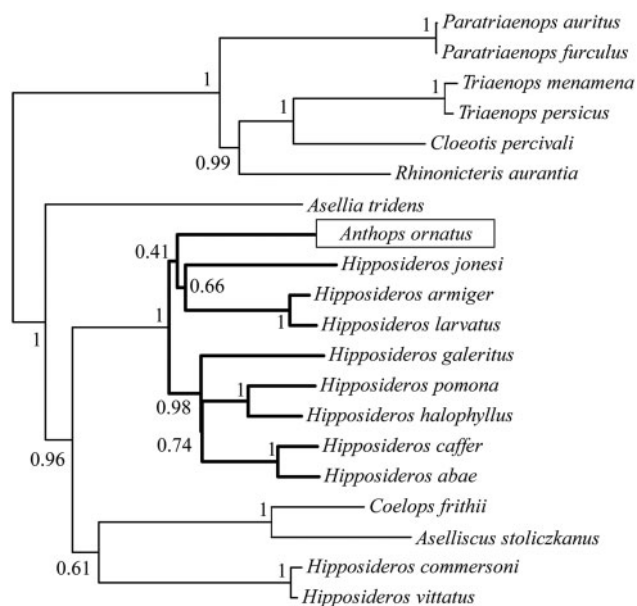 1 Paratriaenops auritus
Paratriaenops furculus
1 1 Triaenops menamena
1 Triaenops persicus
Cloeotis percivali
0.99 Rhinonicteris aurantia
Asellia tridens
Anthops ornatus
0.41 Hipposideros jonesi
0.66
1 Hipposideros armiger
1 Hipposideros larvatus
1 Hipposideros galeritus
0.98 1 Hipposideros pomona
Hipposideros halophyllus
0.74 1 Hipposideros caffer
0.96 Hipposideros abae
1 Coelops frithii
Aselliscus stoliczkanus
0.61 1 Hipposideros commersoni
Hipposideros vittatus